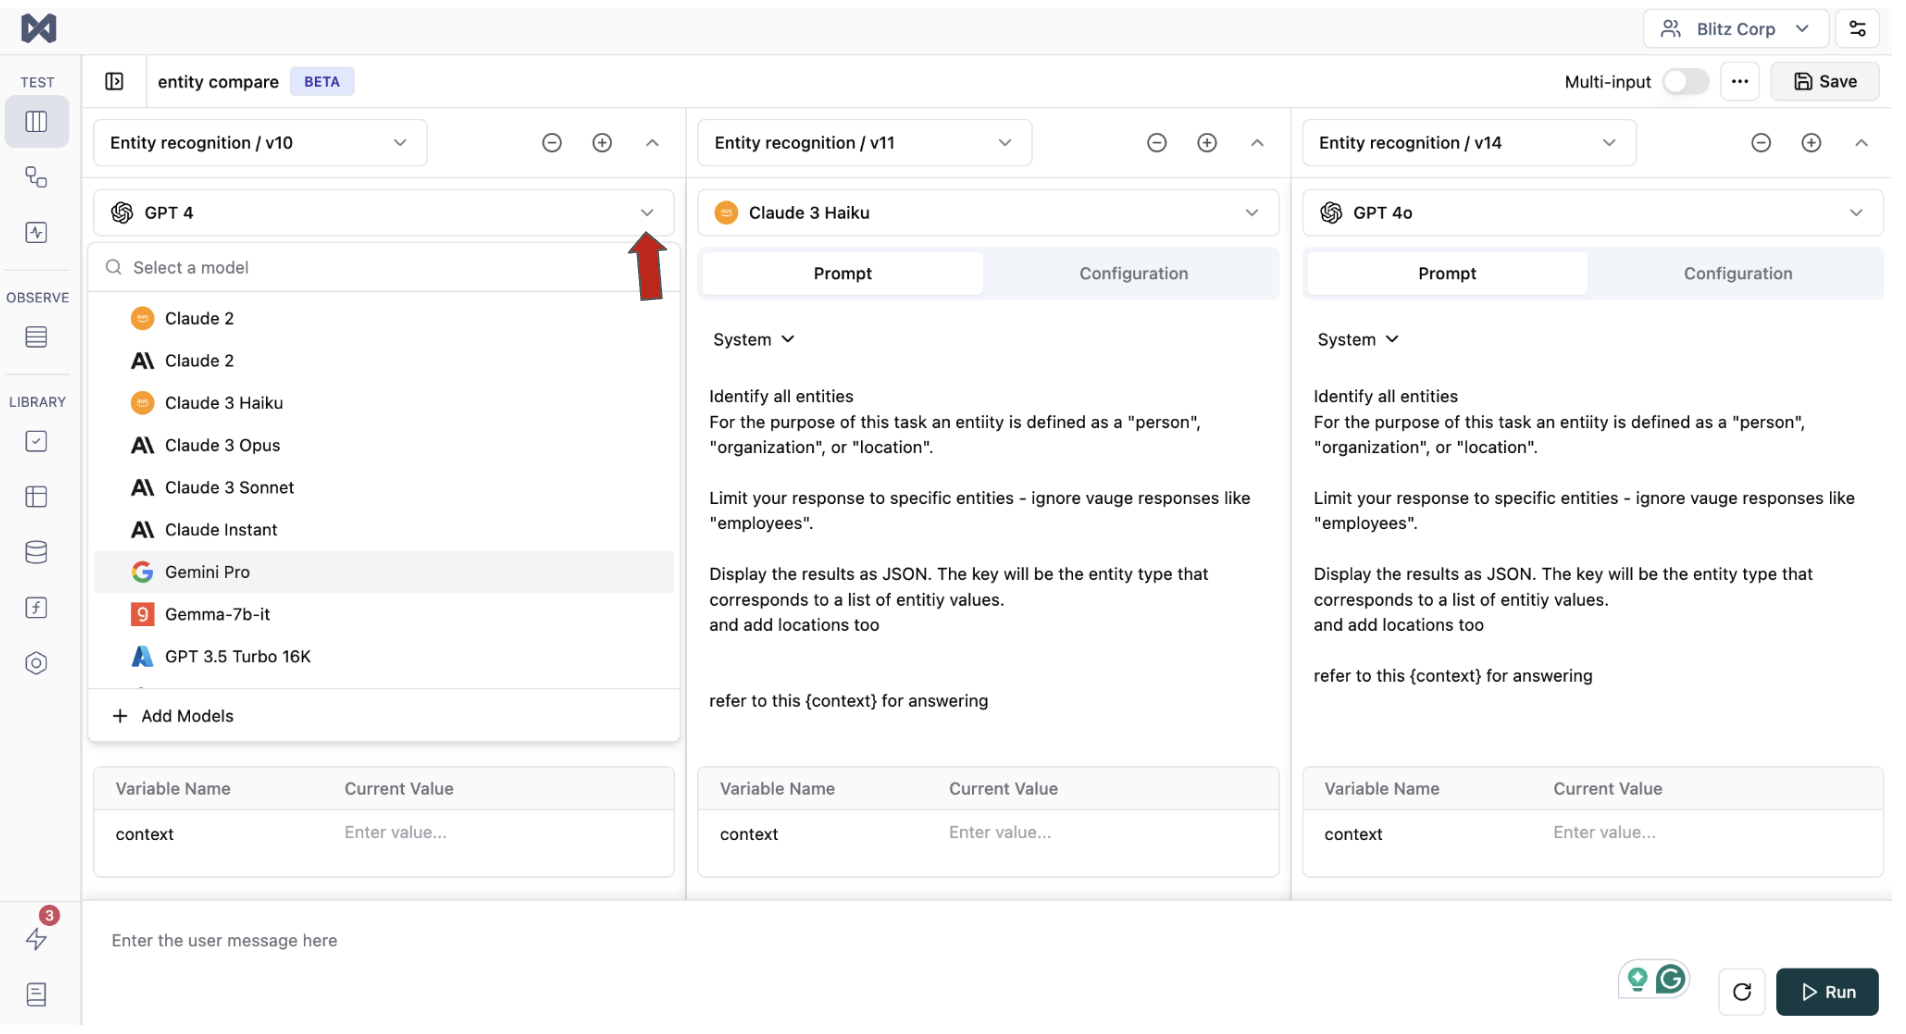 Blitz Corp
TEST
entity compare BETA
Multi-input
Save
Entity recognition / v10
Entity recognition / v11
Entity recognition / v14
GPT 4
Claude 3 Haiku
GPT 4o
Select a model
Claude 2
Claude 2
Claude 3 Haiku
Claude 3 Opus
Claude 3 Sonnet
Claude Instant
Gemini Pro
Gemma-7b-it
GPT 3.5 Turbo 16K
Add Models
Prompt Configuration
System
Identify all entities
For the purpose of this task an entiity is defined as a "person",
"organization", or "location".
Limit your response to specific entities - ignore vauge responses like
"employees".
Display the results as JSON. The key will be the entity type that
corresponds to a list of entitiy values.
and add locations too
refer to this {context} for answering
Prompt Configuration
System
Identify all entities
For the purpose of this task an entiity is defined as a "person",
"organization", or "location".
Limit your response to specific entities - ignore vauge responses like
"employees".
Display the results as JSON. The key will be the entity type that
corresponds to a list of entitiy values.
and add locations too
refer to this {context} for answering
Variable Name Current Value
context Enter value...
Variable Name Current Value
context Enter value...
Variable Name Current Value
context Enter value...
OBSERVE
LIBRARY
3
Enter the user message here
Run